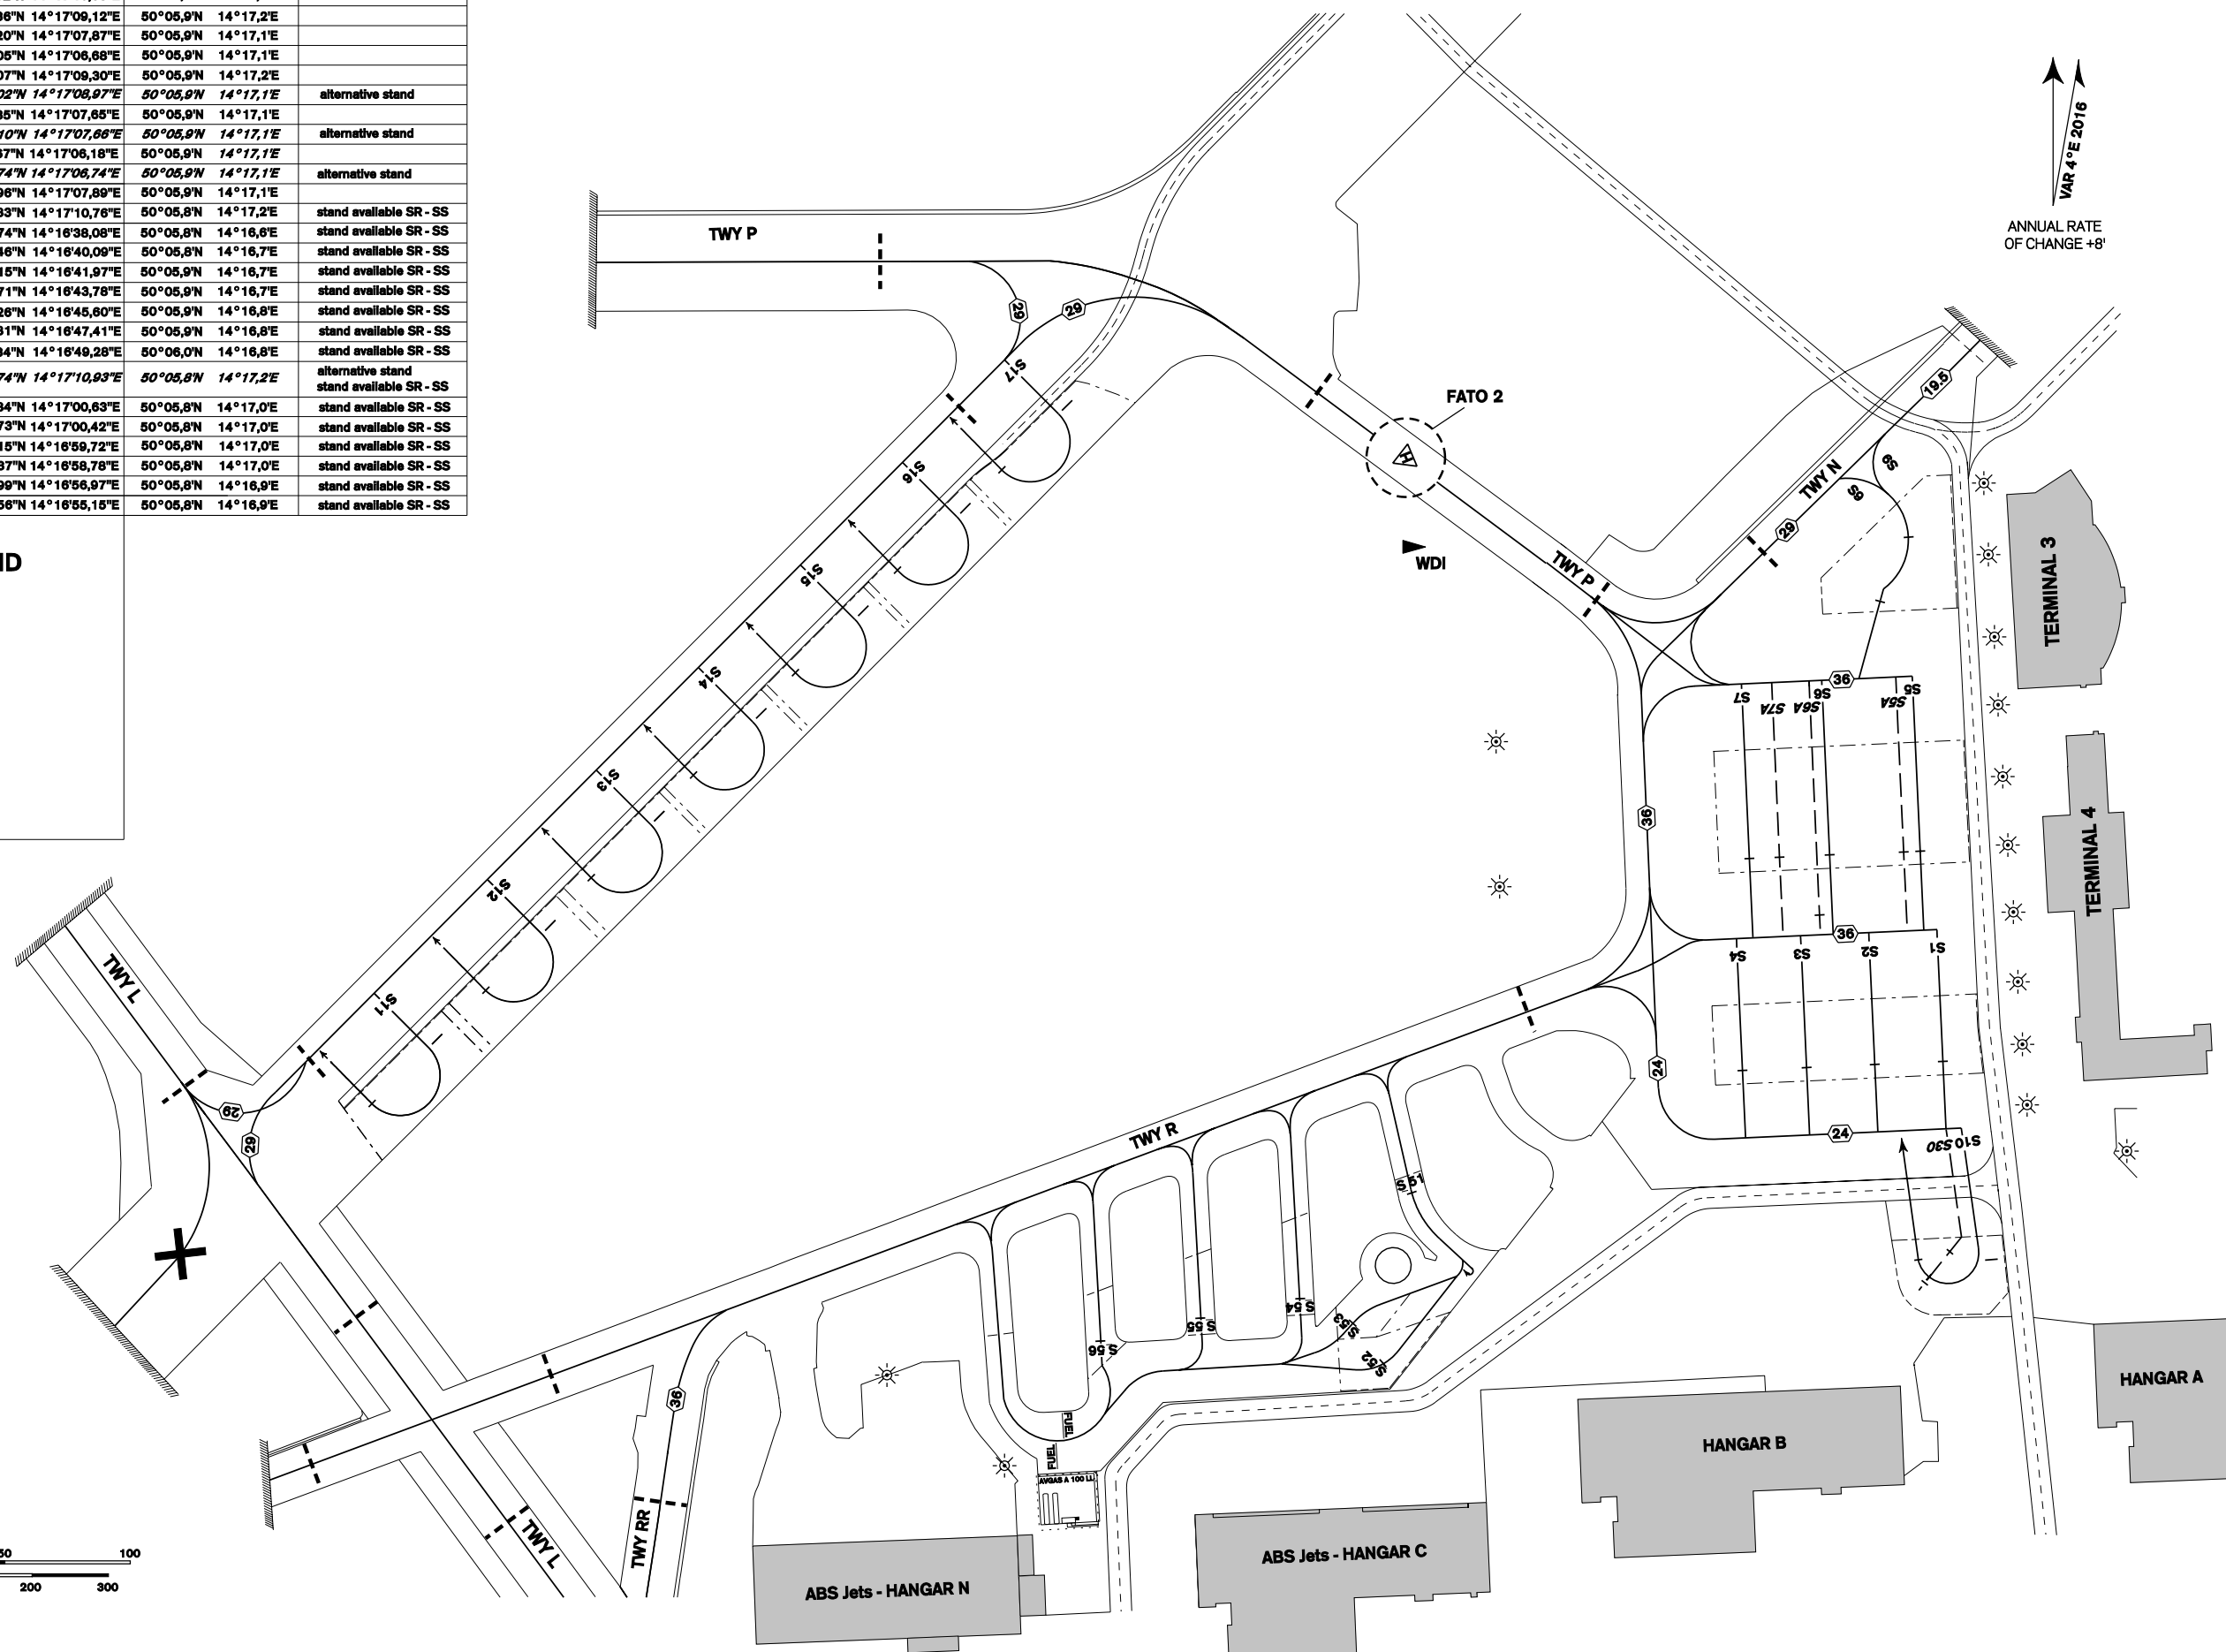 36"N 14°17'09,12"E 50°05,9'N 14°17,2'E
20"N 14°17'07,87"E 50°05,9'N 14°17,1'E
05"N 14°17'06,68"E 50°05,9'N 14°17,1'E
07"N 14°17'09,30"E 50°05,9'N 14°17,2'E
02"N 14°17'08,97"E 50°05,9'N 14°17,1'E alternative stand
35"N 14°17'07,65"E 50°05,9'N 14°17,1'E
10"N 14°17'07,66"E 50°05,9'N 14°17,1'E alternative stand
67"N 14°17'06,18"E 50°05,9'N 14°17,1'E
74"N 14°17'06,74"E 50°05,9'N 14°17,1'E alternative stand
96"N 14°17'07,89"E 50°05,9'N 14°17,1'E
83"N 14°17'10,76"E 50°05,8'N 14°17,2'E stand available SR - SS
74"N 14°16'38,08"E 50°05,8'N 14°16,6'E stand available SR - SS
46"N 14°16'40,09"E 50°05,8'N 14°16,7'E stand available SR - SS
15"N 14°16'41,97"E 50°05,9'N 14°16,7'E stand available SR - SS
71"N 14°16'43,78"E 50°05,9'N 14°16,7'E stand available SR - SS
26"N 14°16'45,60"E 50°05,9'N 14°16,8'E stand available SR - SS
81"N 14°16'47,41"E 50°05,9'N 14°16,8'E stand available SR - SS
34"N 14°16'49,28"E 50°06,0'N 14°16,8'E stand available SR - SS
74"N 14°17'10,93"E 50°05,8'N 14°17,2'E alternative stand
stand available SR - SS
34"N 14°17'00,63"E 50°05,8'N 14°17,0'E stand available SR - SS
73"N 14°17'00,42"E 50°05,8'N 14°17,0'E stand available SR - SS
15"N 14°16'59,72"E 50°05,8'N 14°17,0'E stand available SR - SS
37"N 14°16'58,78"E 50°05,8'N 14°17,0'E stand available SR - SS
99"N 14°16'56,97"E 50°05,8'N 14°16,9'E stand available SR - SS
56"N 14°16'55,15"E 50°05,8'N 14°16,9'E stand available SR - SS
VAR 4°E 2016
ANNUAL RATE
OF CHANGE +8'
TWY P
29
29
S17
FATO 2
H
WDI
19.5
TWY N
S9
S8
29
TWY P
S16
S15
S14
S13
S12
S11
TERMINAL 3
36
S7
S7A
S6A
S6
S5A
S5
36
TERMINAL 4
36
S4
S3
S2
S1
24
24
S30
S10
TWY L
29
29
TWY R
S 51
S 54
S53
S52
S 55
S 56
36
FUEL
FUEL
AVGAS A 100 LL
TWY RR
TWY L
HANGAR A
HANGAR B
ABS Jets - HANGAR C
ABS Jets - HANGAR N
100
200
300